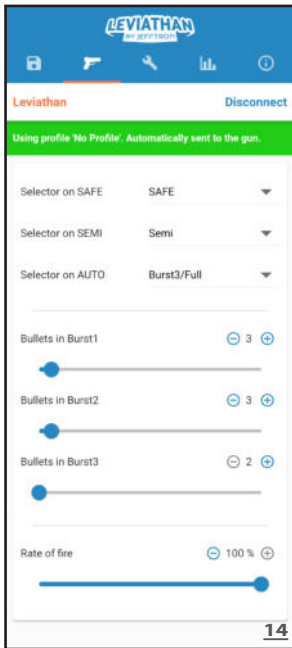 LEVIATHAN
BY JEFFTRON
Leviathan Disconnect
Using profile 'No Profile'. Automatically sent to the gun.
Selector on SAFE SAFE
Selector on SEMI Semi
Selector on AUTO Burst3/Full
Bullets in Burst1 3
Bullets in Burst2 3
Bullets in Burst3 2
Rate of fire 100 %
14